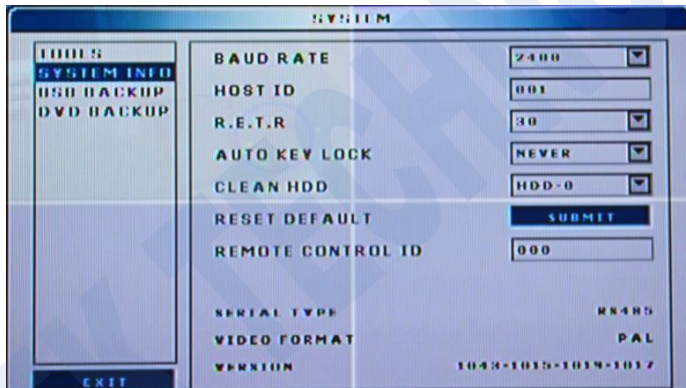 SYSTEM
TOOLS
SYSTEM INFO
USB BACKUP
DVD BACKUP
EXIT
BAUD RATE 2400
HOST ID 001
R.E.T.R 30
AUTO KEY LOCK NEVER
CLEAN HDD HDD-0
RESET DEFAULT SUBMIT
REMOTE CONTROL ID 000
SERIAL TYPE RS485
VIDEO FORMAT PAL
VERSION 1043-1015-1019-1017